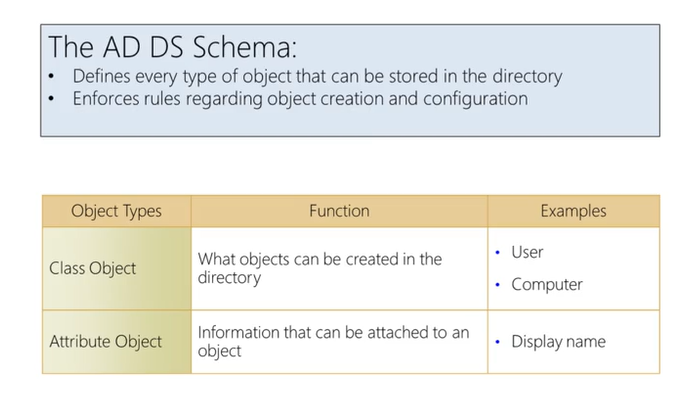 The AD DS Schema:
• Defines every type of object that can be stored in the directory
• Enforces rules regarding object creation and configuration
Object Types
Function
Examples
Class Object
What objects can be created in the
directory
• User
• Computer
Attribute Object
Information that can be attached to an
object
• Display name